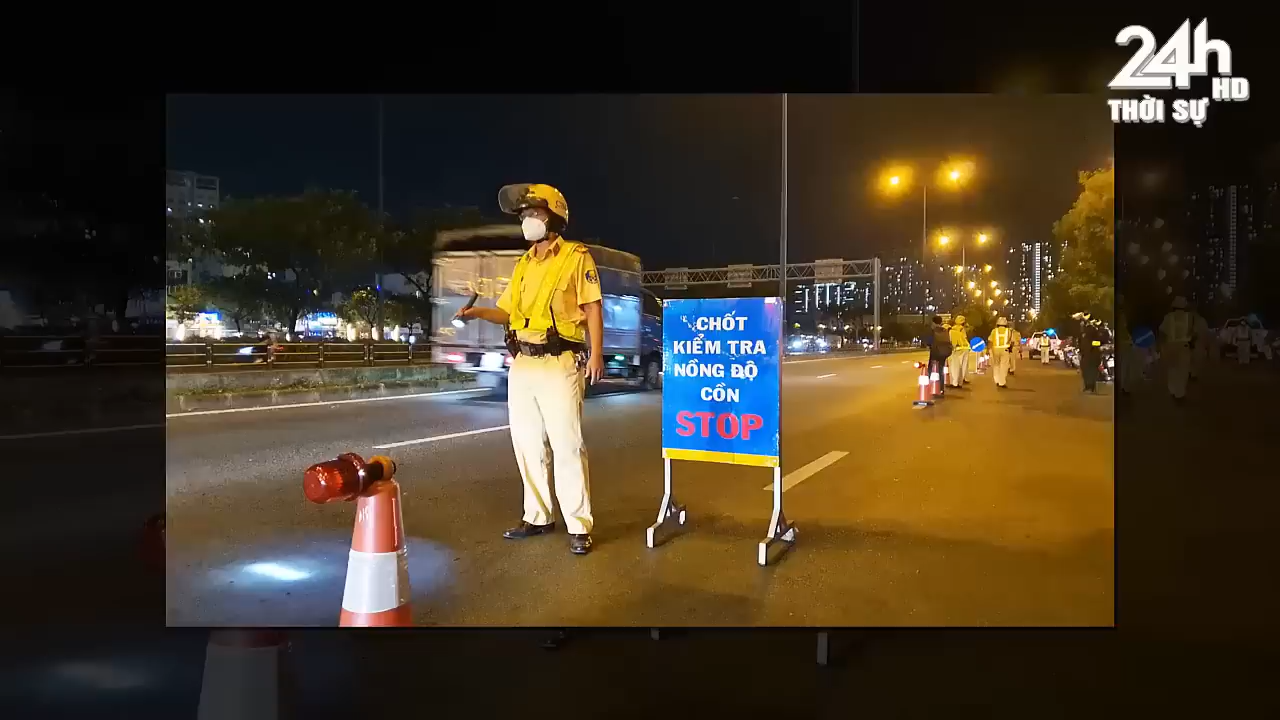 24h
HD
THỜI SỰ
CHỐT
KIỂM TRA
NỒNG ĐỘ
CỒN
STOP